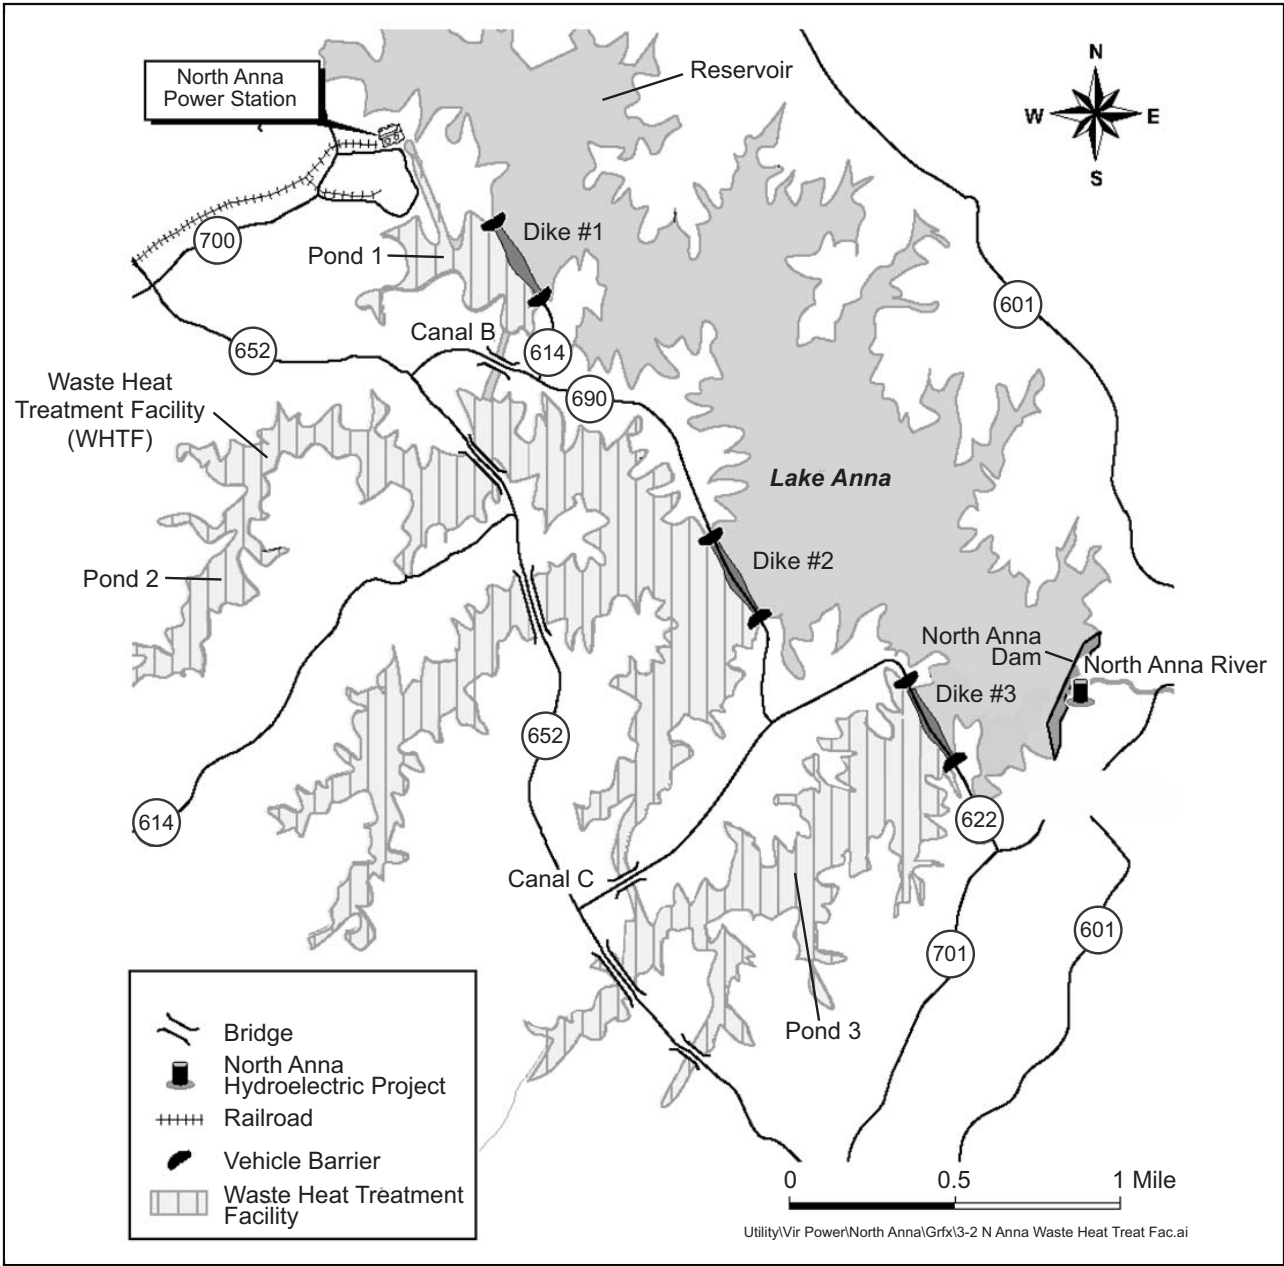 North Anna
Power Station
Reservoir
N
W
E
S
700
Pond 1
Dike #1
601
652
Canal B
614
690
Waste Heat
Treatment Facility
(WHTF)
Lake Anna
Pond 2
Dike #2
North Anna
Dam
North Anna River
Dike #3
652
614
622
Canal C
701
601
Pond 3
Bridge
North Anna
Hydroelectric Project
Railroad
Vehicle Barrier
Waste Heat Treatment
Facility
0 0.5 1 Mile
Utility\Vir Power\North Anna\Grfx\3-2 N Anna Waste Heat Treat Fac.ai